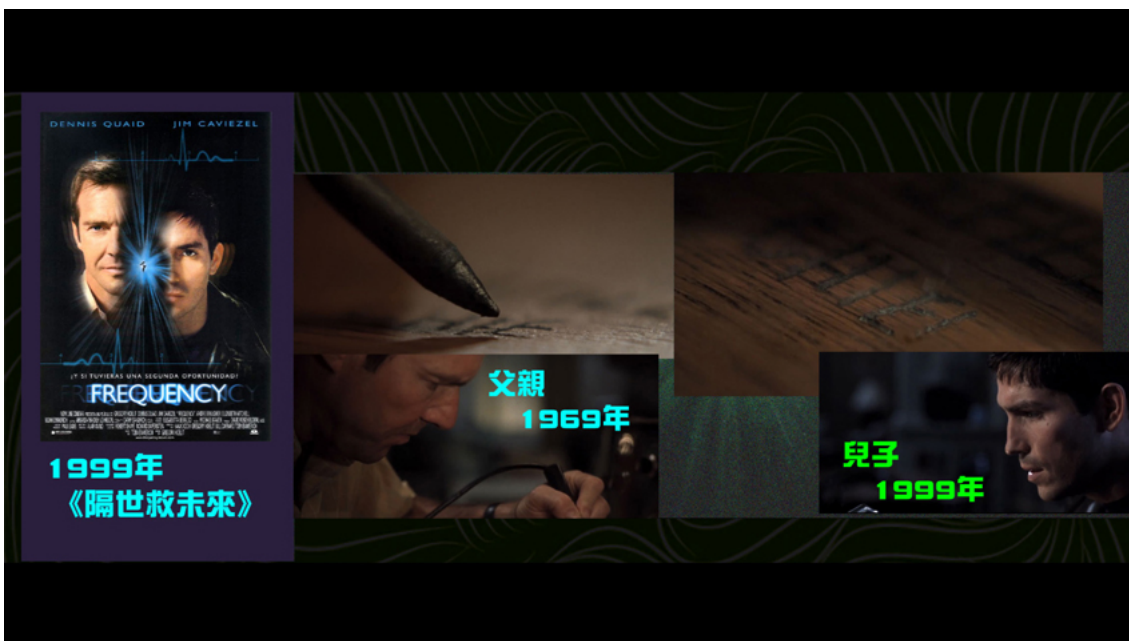 DENNIS QUAID JIM CAVIEZEL
¿Y SI TUVIERAS UNA SEGUNDA OPORTUNIDAD?
FREQUENCY
1999年
《隔世救未來》
父親
1969年
兒子
1999年